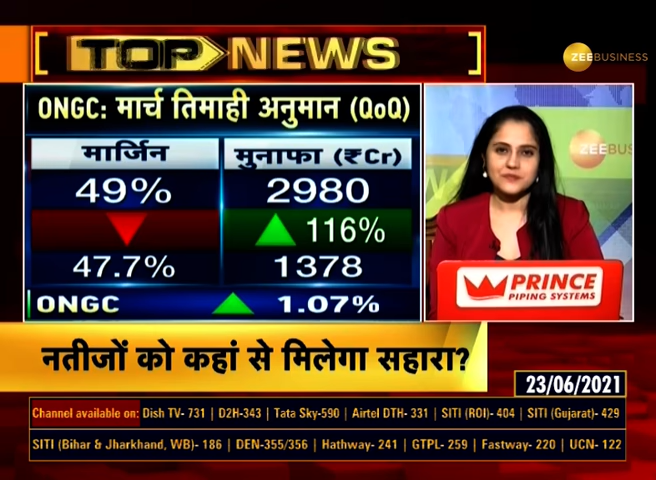 TOP NEWS
ZEE BUSINESS
ONGC: मार्च तिमाही अनुमान (QoQ)
मार्जिन मुनाफा (₹Cr)
49% 2980
116%
47.7% 1378
ONGC 1.07%
ZEE BUS
PRINCE
PIPING SYSTEMS
नतीजों को कहां से मिलेगा सहारा?
23/06/2021
Channel available on: Dish TV- 731 | D2H-343 | Tata Sky-590 | Airtel DTH- 331 | SITI (ROI)- 404 | SITI (Gujarat)- 429
SITI (Bihar & Jharkhand, WB)- 186 | DEN-355/356 | Hathway- 241 | GTPL- 259 | Fastway- 220 | UCN- 122